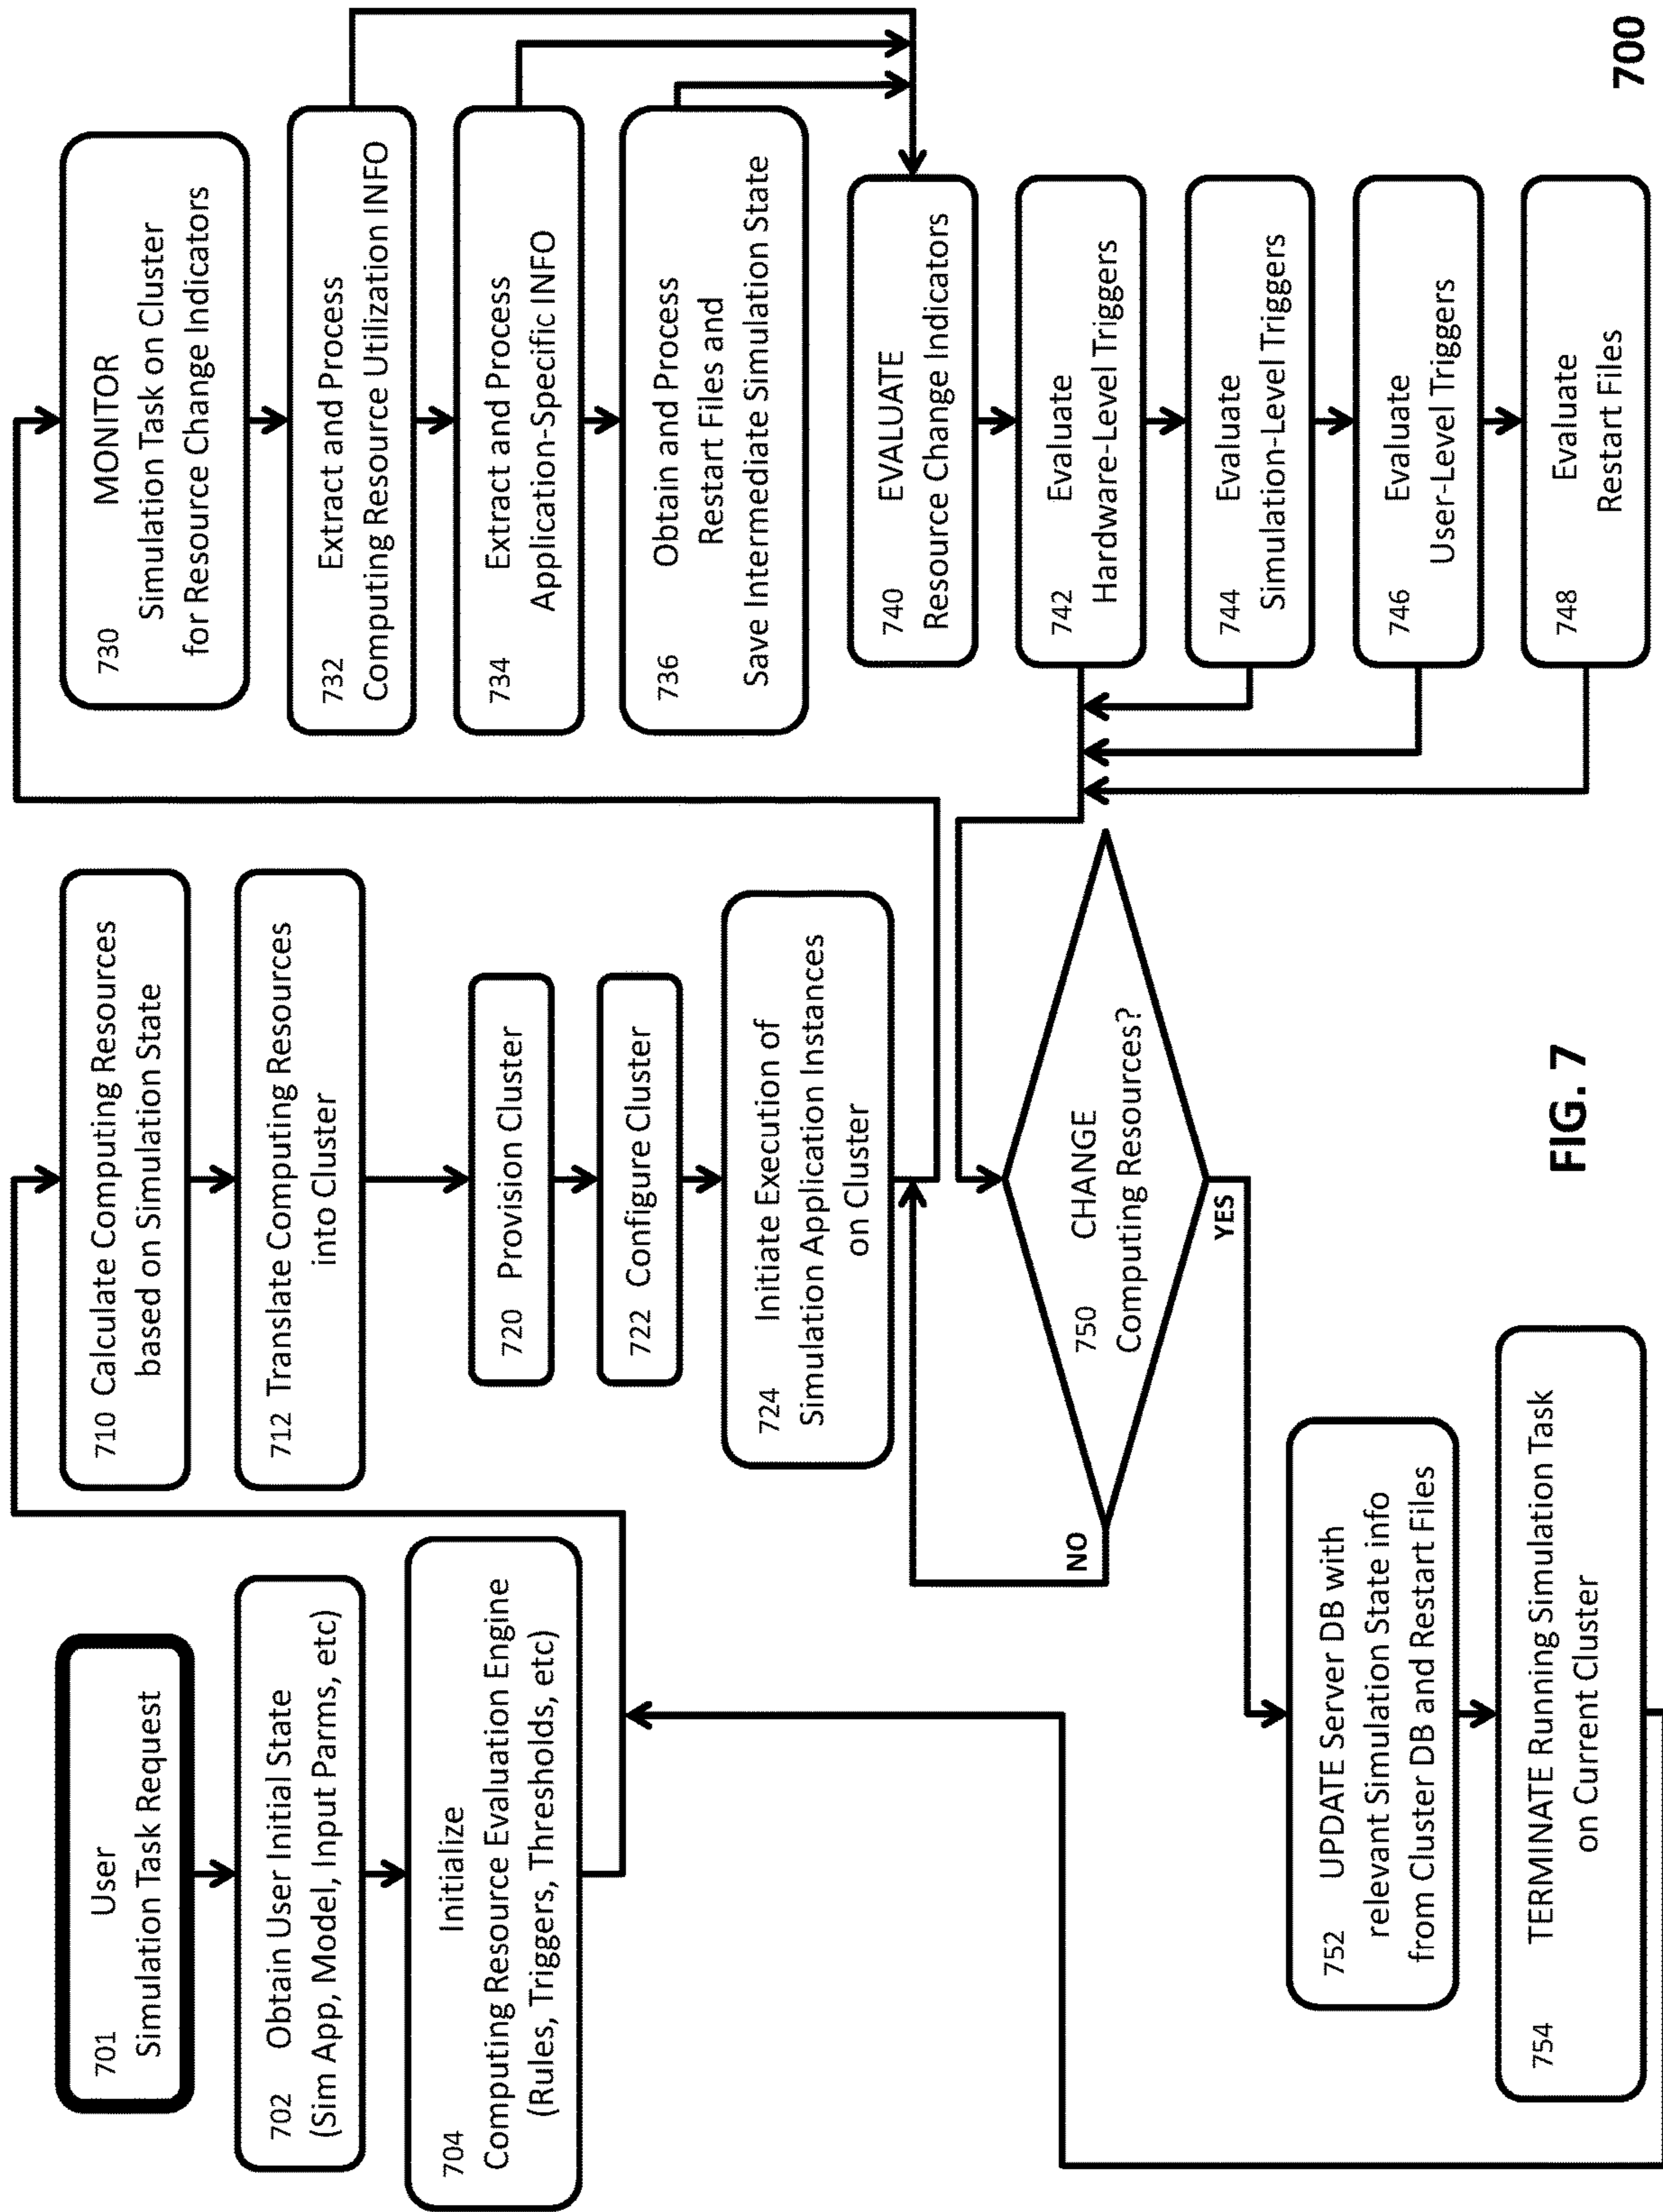 701 User
Simulation Task Request
702 Obtain User Initial State
(Sim App, Model, Input Parms, etc)
704 Initialize
Computing Resource Evaluation Engine
(Rules, Triggers, Thresholds, etc)
710 Calculate Computing Resources
based on Simulation State
712 Translate Computing Resources
into Cluster
720 Provision Cluster
722 Configure Cluster
724 Initiate Execution of
Simulation Application Instances
on Cluster
730 MONITOR
Simulation Task on Cluster
for Resource Change Indicators
732 Extract and Process
Computing Resource Utilization INFO
734 Extract and Process
Application-Specific INFO
736 Obtain and Process
Restart Files and
Save Intermediate Simulation State
740 EVALUATE
Resource Change Indicators
742 Evaluate
Hardware-Level Triggers
744 Evaluate
Simulation-Level Triggers
746 Evaluate
User-Level Triggers
748 Evaluate
Restart Files
750 CHANGE
Computing Resources?
NO
YES
752 UPDATE Server DB with
relevant Simulation State info
from Cluster DB and Restart Files
754 TERMINATE Running Simulation Task
on Current Cluster
FIG. 7
700